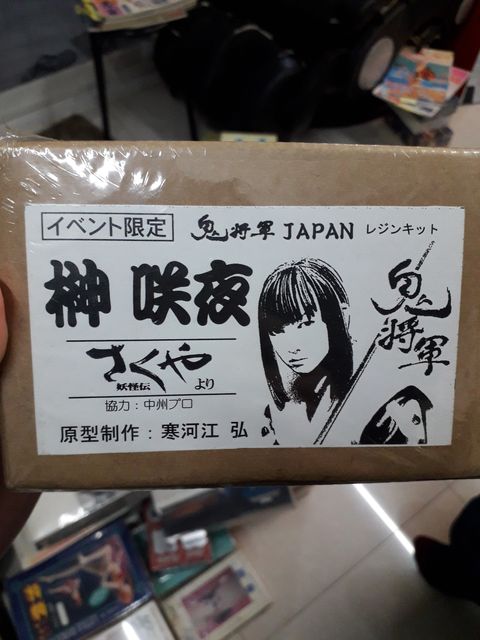 イベント限定
鬼将軍 JAPAN レジンキット
榊 咲夜
さくや
妖怪伝
より
協力：中州プロ
原型制作：寒河江 弘
鬼将軍